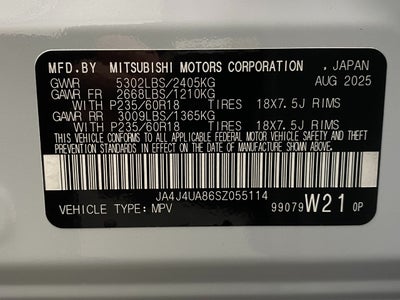 MFD.BY MITSUBISHI MOTORS CORPORATION , JAPAN
GVWR 5302LBS/2405KG AUG 2025
GAWR FR 2668LBS/1210KG
WITH P235/60R18 TIRES 18X7.5J RIMS
GAWR RR 3009LBS/1365KG
WITH P235/60R18 TIRES 18X7.5J RIMS
THIS VEHICLE CONFORMS TO ALL APPLICABLE FEDERAL MOTOR VEHICLE SAFETY AND
THEFT PREVENTION STANDARDS IN EFFECT ON THE DATE OF MANUFACTURE SHOWN ABOVE.
JA4J4UA86SZ055114
VEHICLE TYPE:MPV 99079 W21 0P